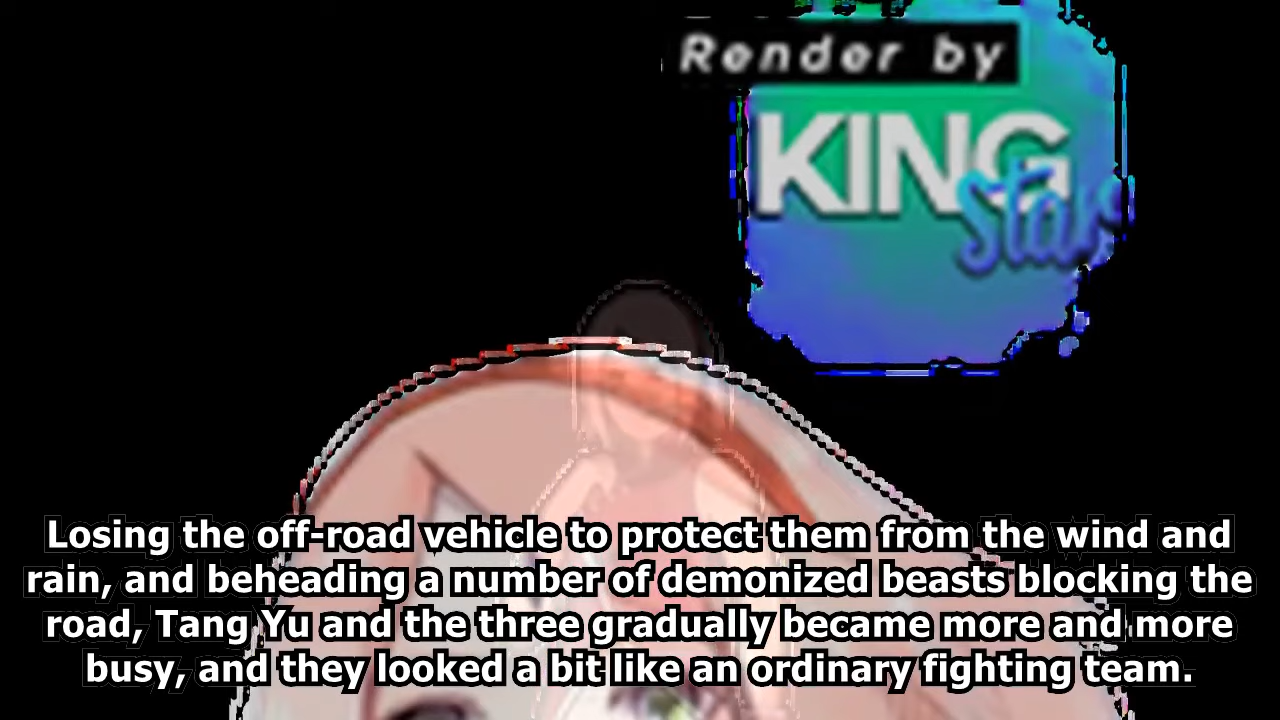 Render by
KING
Stars
Losing the off-road vehicle to protect them from the wind and
rain, and beheading a number of demonized beasts blocking the
road, Tang Yu and the three gradually became more and more
busy, and they looked a bit like an ordinary fighting team.